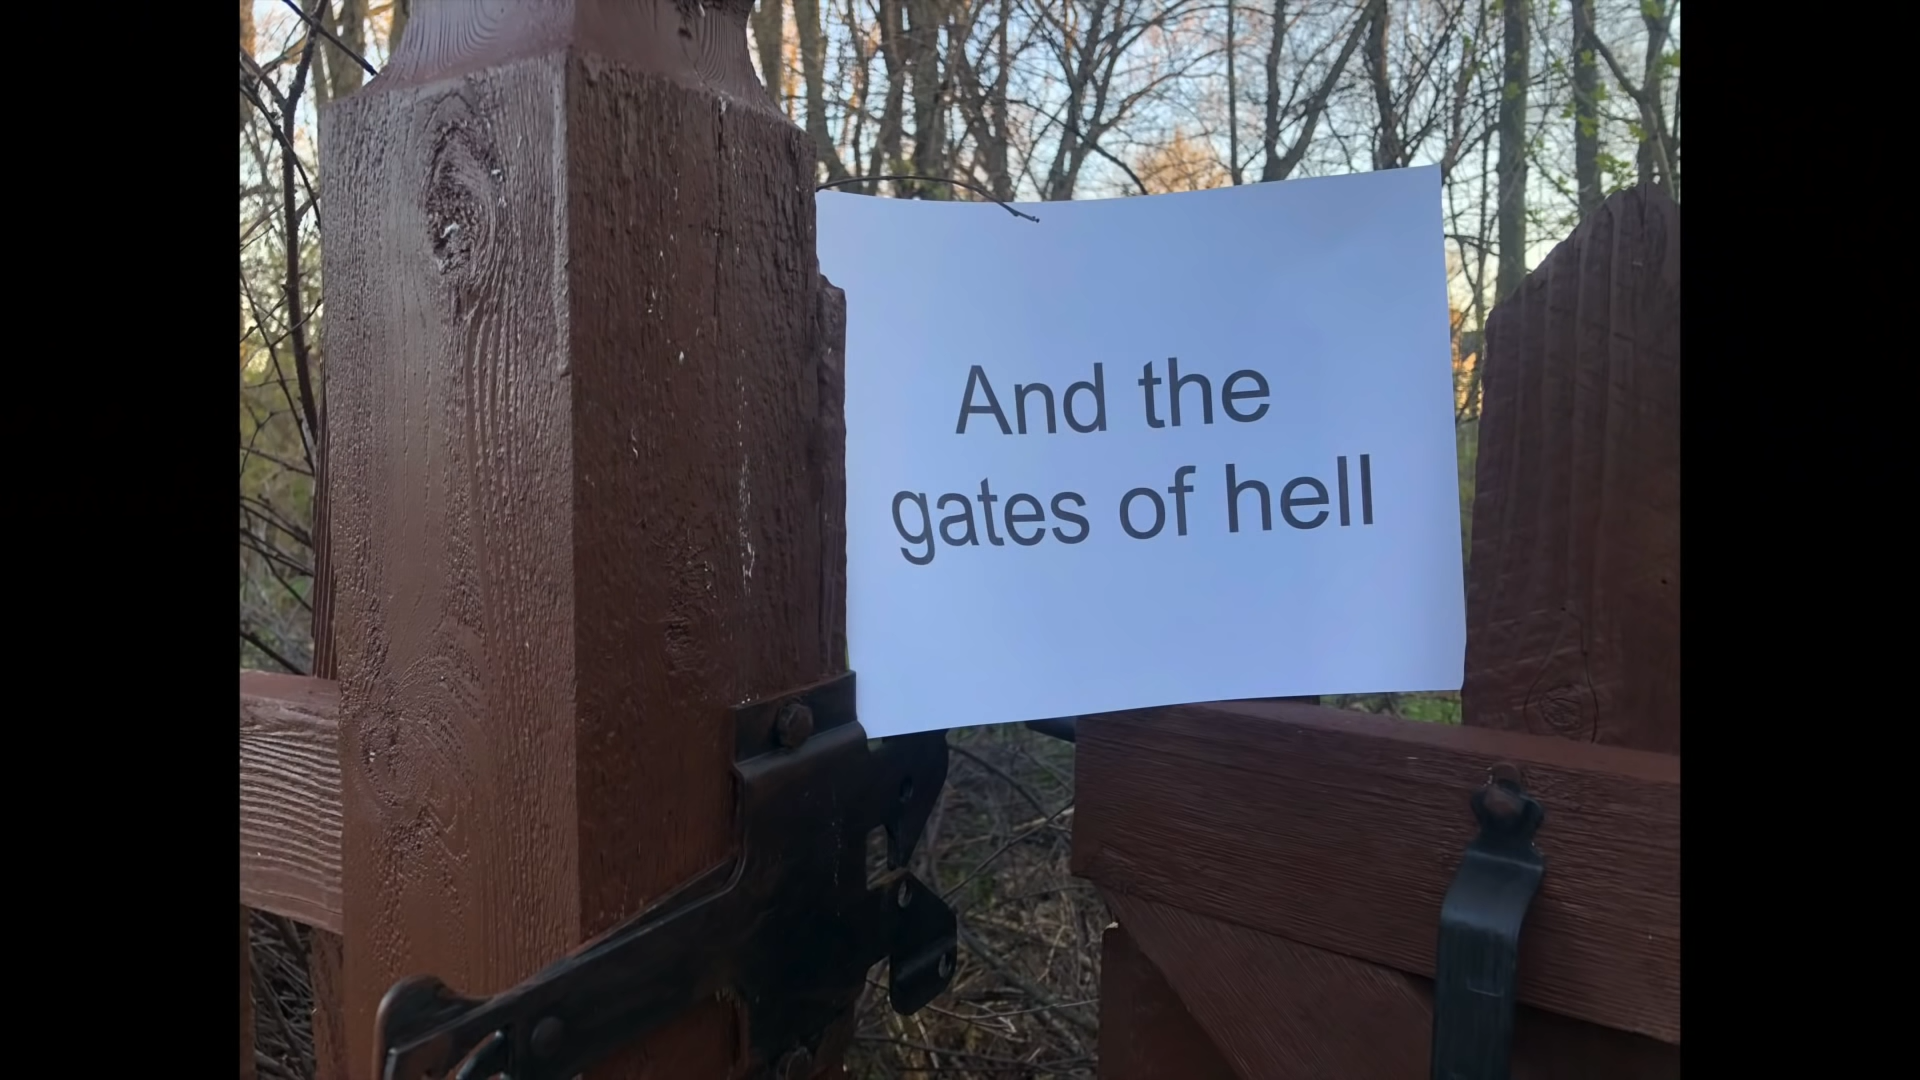 And the
gates of hell